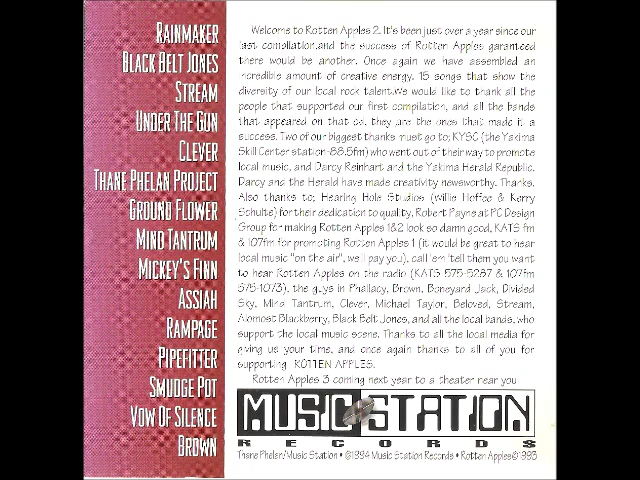 RAINMAKER
BLACK BELT JONES
STREAM
UNDER THE GUN
CLEVER
THANE PHELAN PROJECT
GROUND FLOWER
MIND TANTRUM
MICKEY'S FINN
ASSIAH
RAMPAGE
PIPEFITTER
SMUDGE POT
VOW OF SILENCE
BROWN
Welcome to Rotten Apples 2. It's been just over a year since our
last compilation,and the success of Rotten Apples garanteed
there would be another. Once again we have assembled an
incredible amount of creative energy. 15 songs that show the
diversity of our local rock talent.We would like to thank all the
people that supported our first compilation, and all the bands
that appeared on that cd, they are the ones that made it a
success. Two of our biggest thanks must go to; KYSC (the Yakima
Skill Center station-88.5fm) who went out of their way to promote
local music, and Darcy Reinhart and the Yakima Herald Republic.
Darcy and the Herald have made creativity newsworthy. Thanks.
Also thanks to; Hearing Hole Studios (Willie Hoffee & Kerry
Schulte) for their dedication to quality, Robert Payne at PC Design
Group for making Rotten Apples 1&2 look so damn good, KATS fm
& 107fm for promoting Rotten Apples 1 (it would be great to hear
local music "on the air", we'll pay you), call 'em 'tell them you want
to hear Rotten Apples on the radio (KATS 575-5287 & 107fm
575-1073), the guys in Phallacy, Brown, Boneyard Jack, Divided
Sky, Mind Tantrum, Clever, Michael Taylor, Beloved, Stream,
Alomost Blackberry, Black Belt Jones, and all the local bands, who
support the local music scene. Thanks to all the local media for
giving us your time, and once again thanks to all of you for
supporting ROTTEN APPLES.
Rotten Apples 3 coming next year to a theater near you
MUSIC STATION
RECORDS
Thane Phelan/Music Station • ©1994 Music Station Records • Rotten Apples©1993